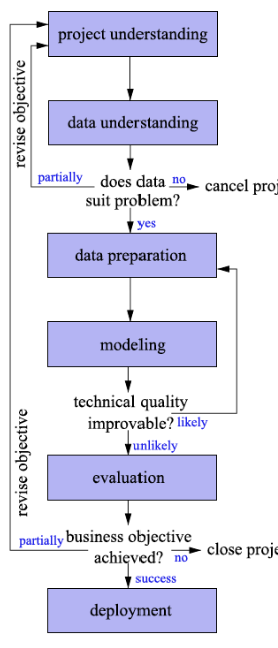 project understanding
revise objective
data understanding
partially
does data
suit problem?
no
cancel proj
yes
data preparation
modeling
technical quality
improvable?
likely
unlikely
evaluation
revise objective
partially
business objective
achieved?
no
close proje
success
deployment